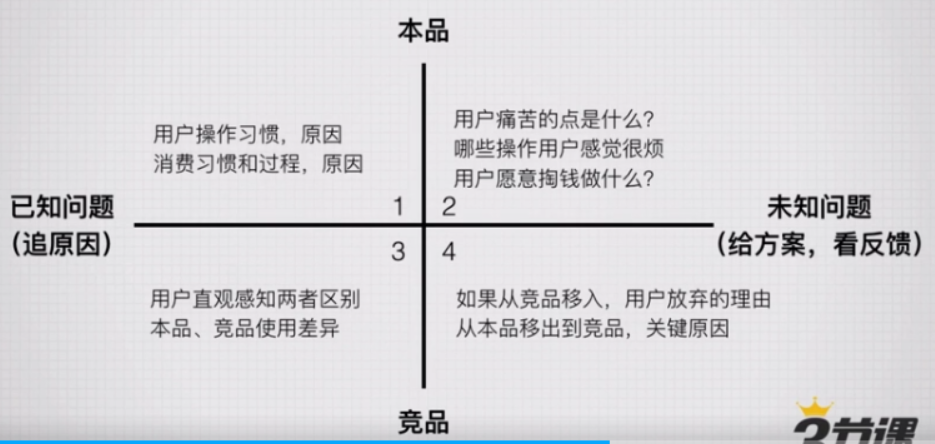 本品
用户操作习惯，原因
消费习惯和过程，原因
用户痛苦的点是什么？
哪些操作用户感觉很烦
用户愿意掏钱做什么？
1
2
已知问题
（追原因）
未知问题
（给方案，看反馈）
3
4
用户直观感知两者区别
本品、竞品使用差异
如果从竞品移入，用户放弃的理由
从本品移出到竞品，关键原因
竞品
3节课